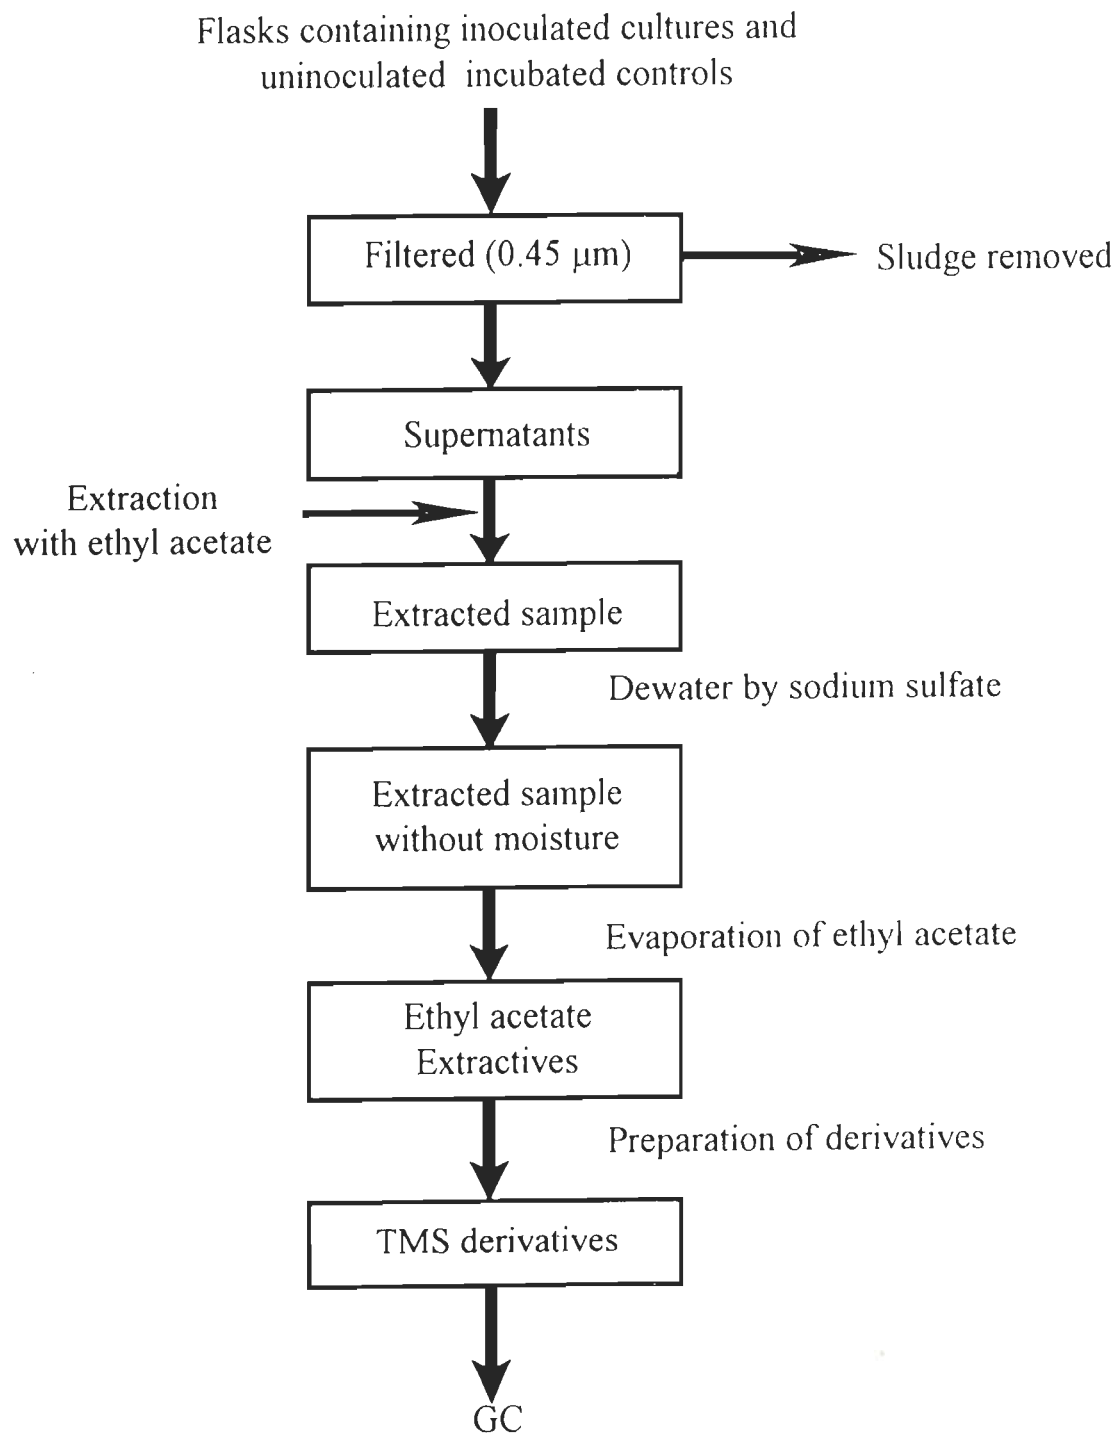 Flasks containing inoculated cultures and
uninoculated incubated controls
Filtered (0.45 μm)
Sludge removed
Supernatants
Extraction
with ethyl acetate
Extracted sample
Dewater by sodium sulfate
Extracted sample
without moisture
Evaporation of ethyl acetate
Ethyl acetate
Extractives
Preparation of derivatives
TMS derivatives
GC